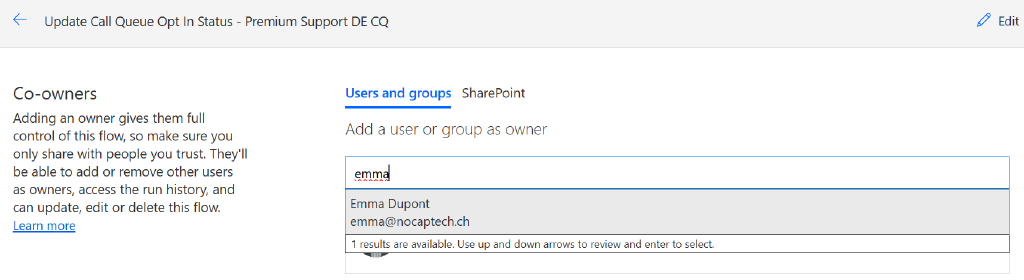 Update Call Queue Opt In Status - Premium Support DE CQ
Edit
Co-owners
Adding an owner gives them full
control of this flow, so make sure you
only share with people you trust. They'll
be able to add or remove other users
as owners, access the run history, and
can update, edit or delete this flow.
Learn more
Users and groups SharePoint
Add a user or group as owner
emma
Emma Dupont
emma@nocaptech.ch
1 results are available. Use up and down arrows to review and enter to select.